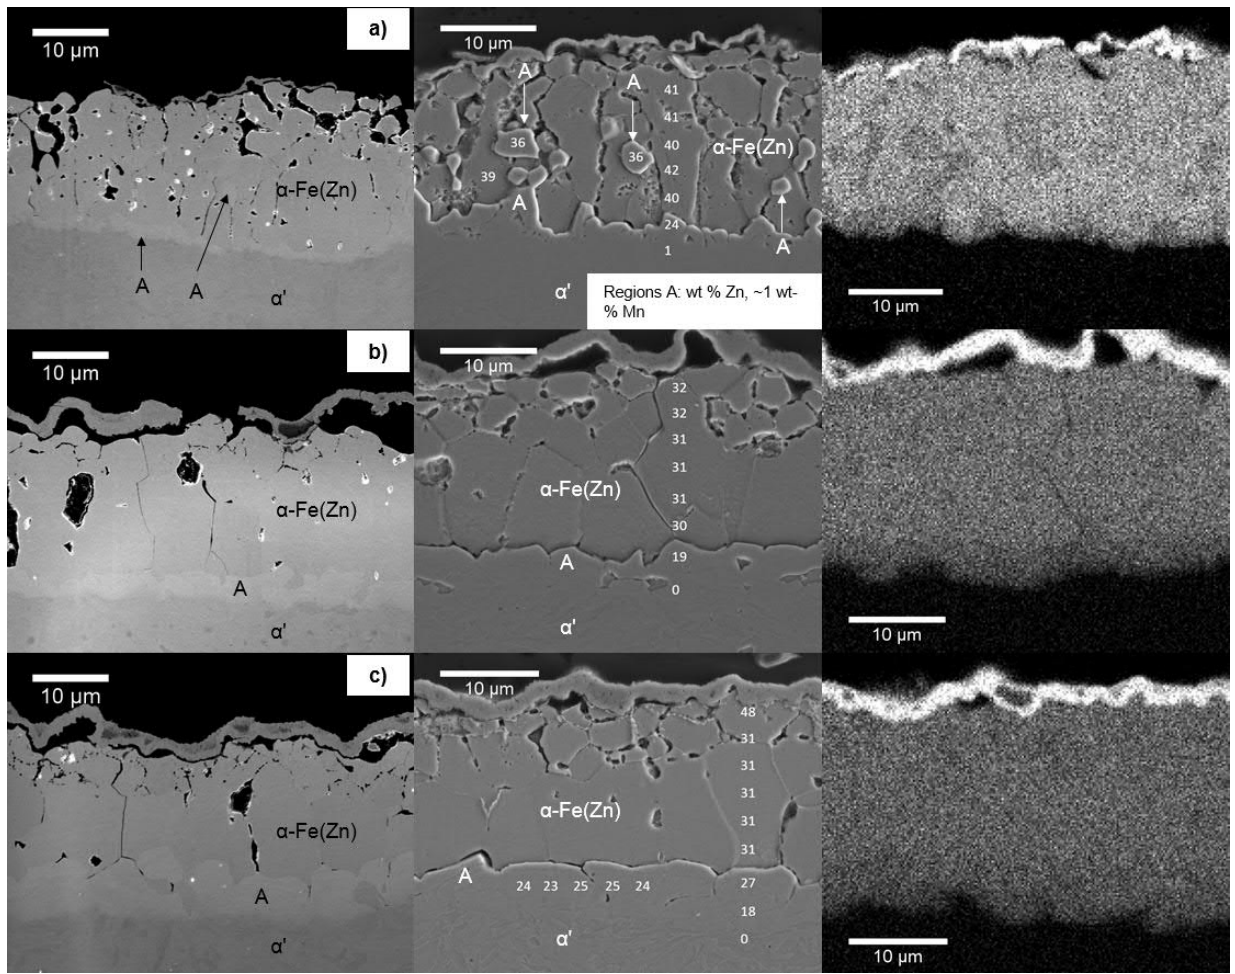 10 µm
a)
α-Fe(Zn)
A
A
α'
10 µm
A
A
41
41
36
40
α-Fe(Zn)
36
42
39
A
40
24
A
1
α'
Regions A: wt % Zn, ~1 wt-
% Mn
10 µm
10 µm
b)
α-Fe(Zn)
A
α'
10 µm
32
32
31
31
α-Fe(Zn)
31
30
A
19
0
α'
10 µm
10 µm
c)
α-Fe(Zn)
A
α'
10 µm
48
31
31
α-Fe(Zn)
31
31
A
24 23 25 25 24
27
18
α'
0
10 µm